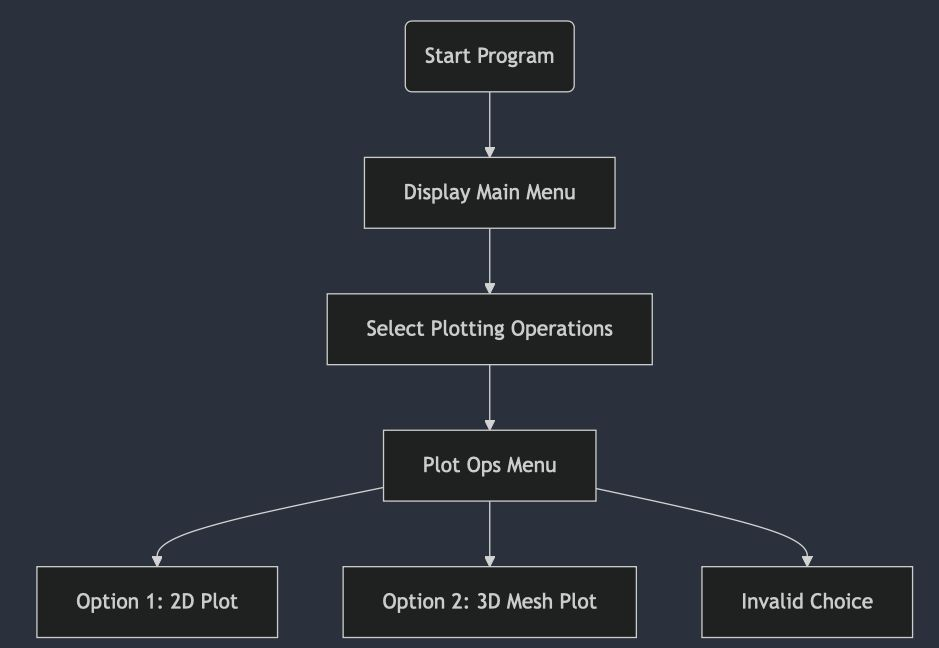 Start Program
Display Main Menu
Select Plotting Operations
Plot Ops Menu
Option 1: 2D Plot
Option 2: 3D Mesh Plot
Invalid Choice